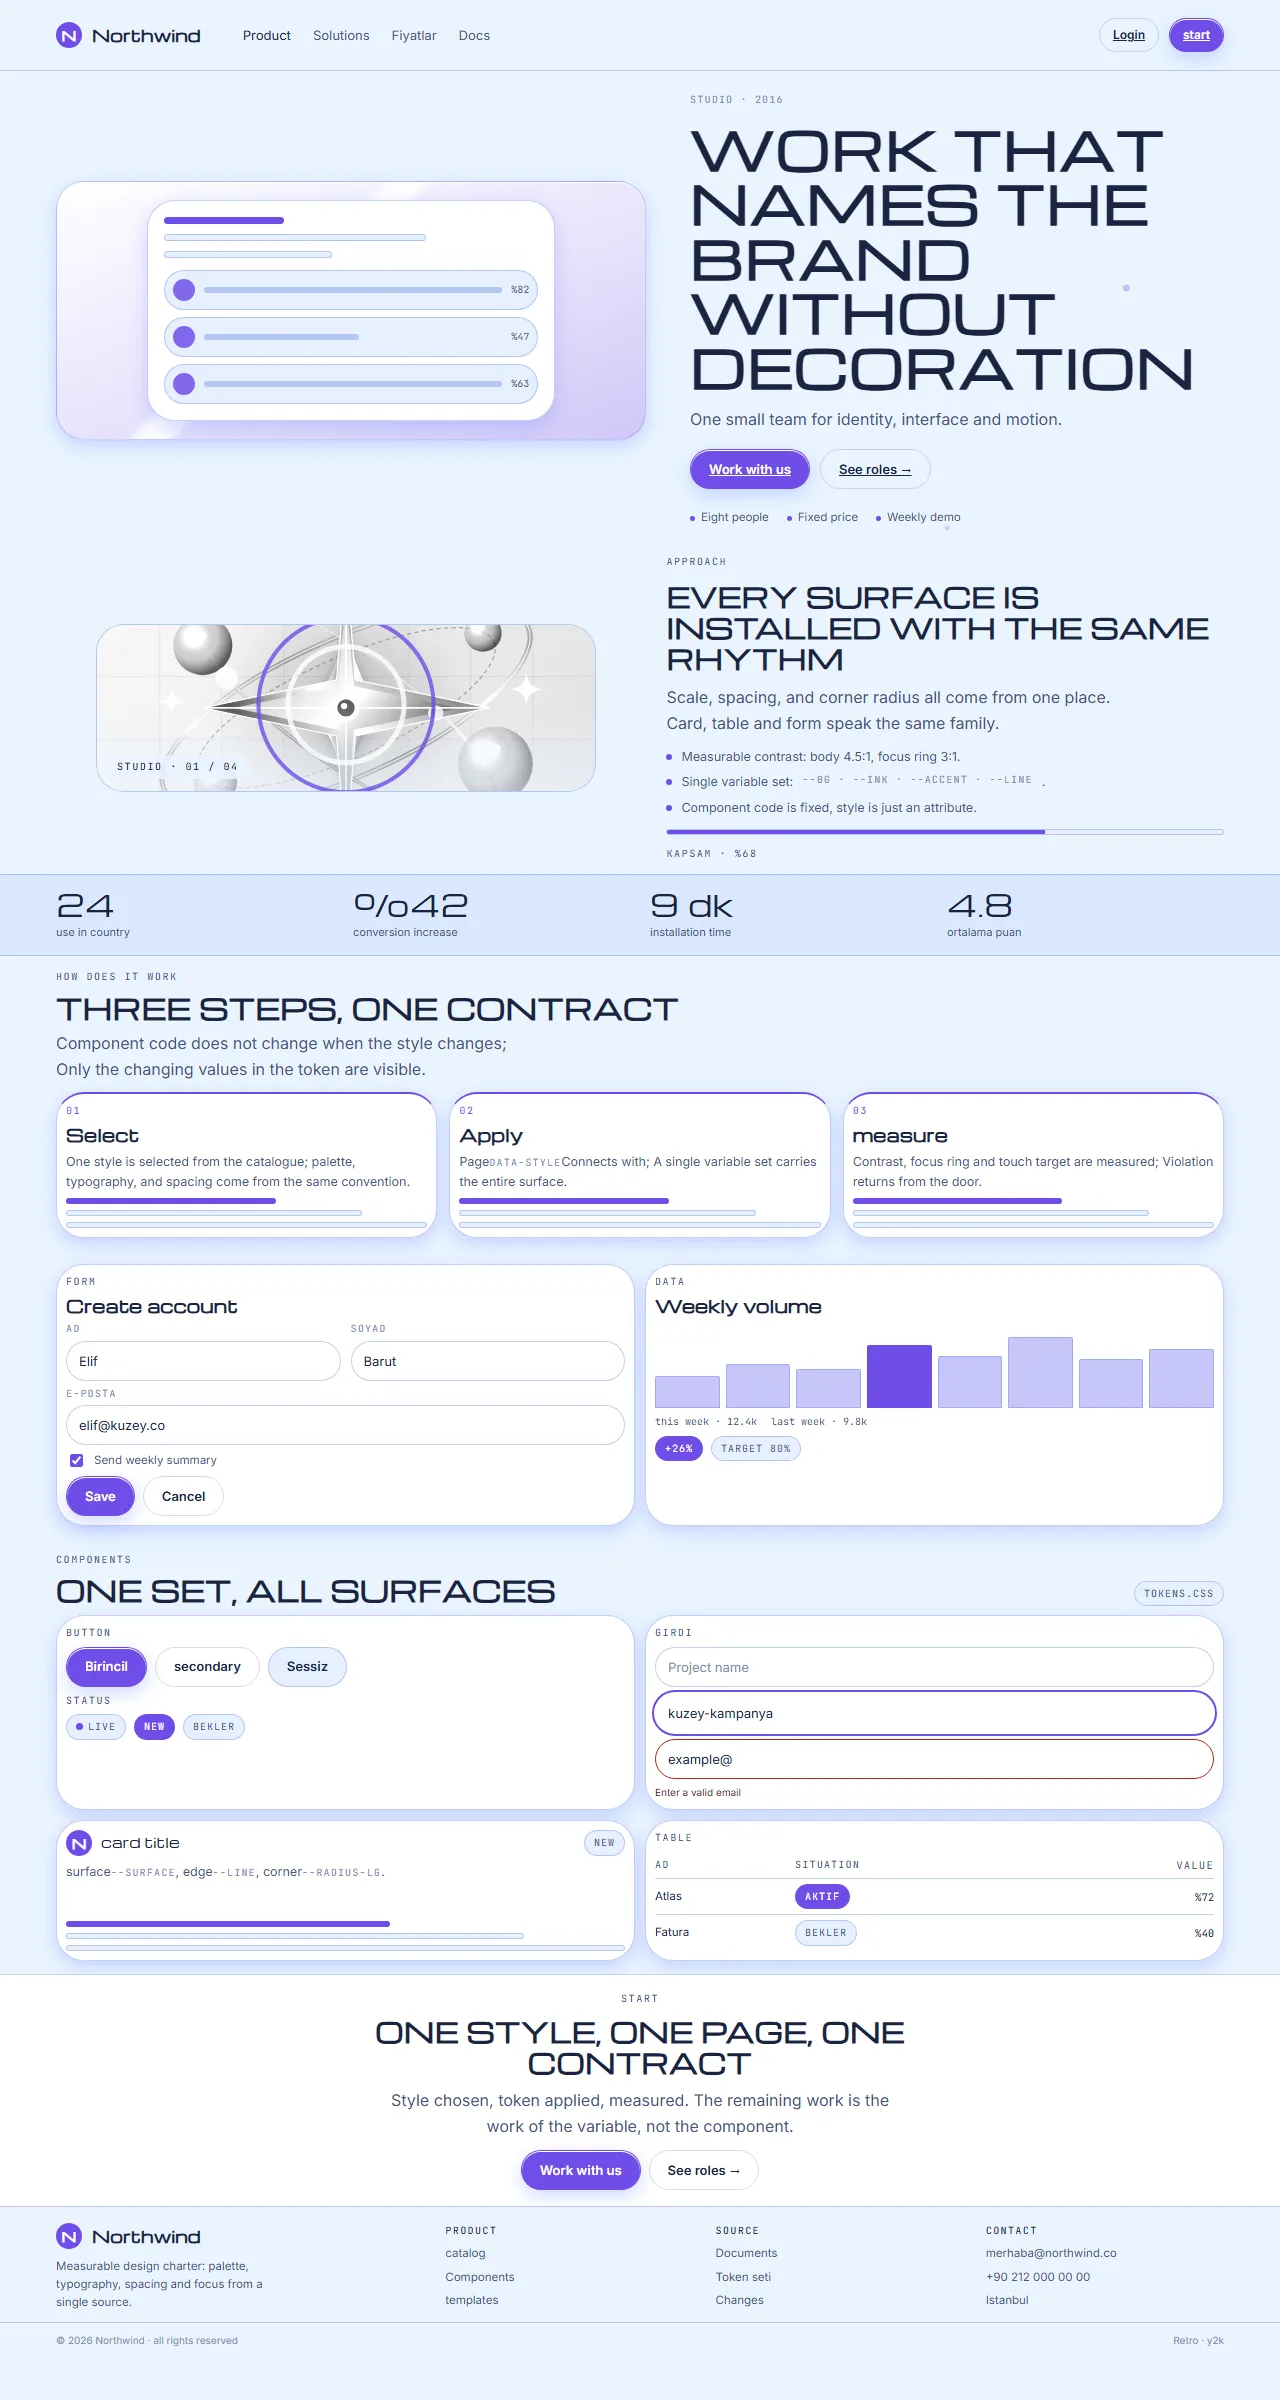 Northwind
Product Solutions Fiyatlar Docs
Login start
STUDIO · 2016
WORK THAT
NAMES THE
BRAND
WITHOUT
DECORATION
One small team for identity, interface and motion.
Work with us See roles →
Eight people Fixed price Weekly demo
%82
%47
%63
APPROACH
EVERY SURFACE IS
INSTALLED WITH THE SAME
RHYTHM
Scale, spacing, and corner radius all come from one place.
Card, table and form speak the same family.
Measurable contrast: body 4.5:1, focus ring 3:1.
Single variable set: --BG · --INK · --ACCENT · --LINE .
Component code is fixed, style is just an attribute.
KAPSAM · %68
STUDIO · 01 / 04
24 %42 9 dk 4.8
use in country conversion increase installation time ortalama puan
HOW DOES IT WORK
THREE STEPS, ONE CONTRACT
Component code does not change when the style changes;
Only the changing values in the token are visible.
01
Select
One style is selected from the catalogue; palette,
typography, and spacing come from the same convention.
02
Apply
PageDATA-STYLEConnects with; A single variable set carries
the entire surface.
03
measure
Contrast, focus ring and touch target are measured; Violation
returns from the door.
FORM
Create account
AD SOYAD
Elif Barut
E-POSTA
elif@kuzey.co
Send weekly summary
Save Cancel
DATA
Weekly volume
this week · 12.4k last week · 9.8k
+26% TARGET 80%
COMPONENTS
ONE SET, ALL SURFACES
TOKENS.CSS
BUTTON
Birincil secondary Sessiz
STATUS
LIVE NEW BEKLER
GIRDI
Project name
kuzey-kampanya
example@
Enter a valid email
N card title NEW
surface--SURFACE, edge--LINE, corner--RADIUS-LG.
TABLE
AD SITUATION VALUE
Atlas AKTIF %72
Fatura BEKLER %40
START
ONE STYLE, ONE PAGE, ONE
CONTRACT
Style chosen, token applied, measured. The remaining work is the
work of the variable, not the component.
Work with us See roles →
N Northwind
Measurable design charter: palette,
typography, spacing and focus from a
single source.
PRODUCT
catalog
Components
templates
SOURCE
Documents
Token seti
Changes
CONTACT
merhaba@northwind.co
+90 212 000 00 00
Istanbul
© 2026 Northwind · all rights reserved
Retro · y2k